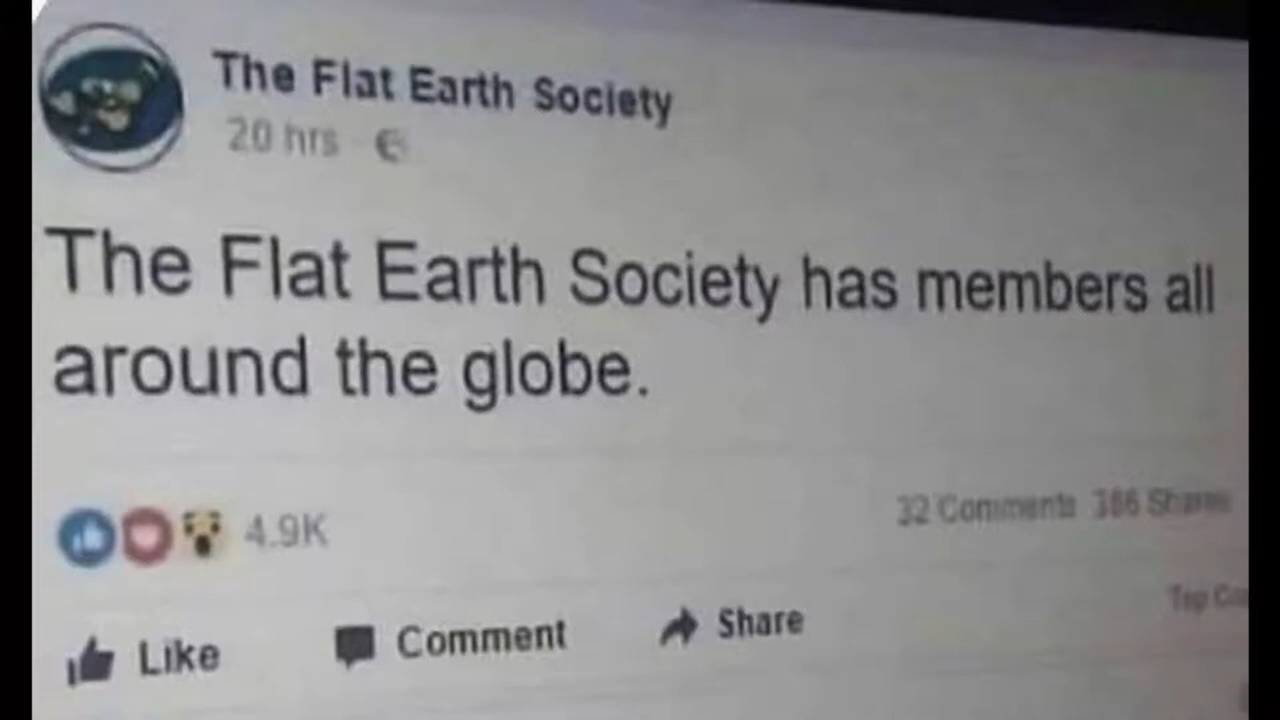 The Flat Earth Society
20 hrs
The Flat Earth Society has members all
around the globe.
4.9K
32 Comments 386 Shares
Like Comment Share
Top